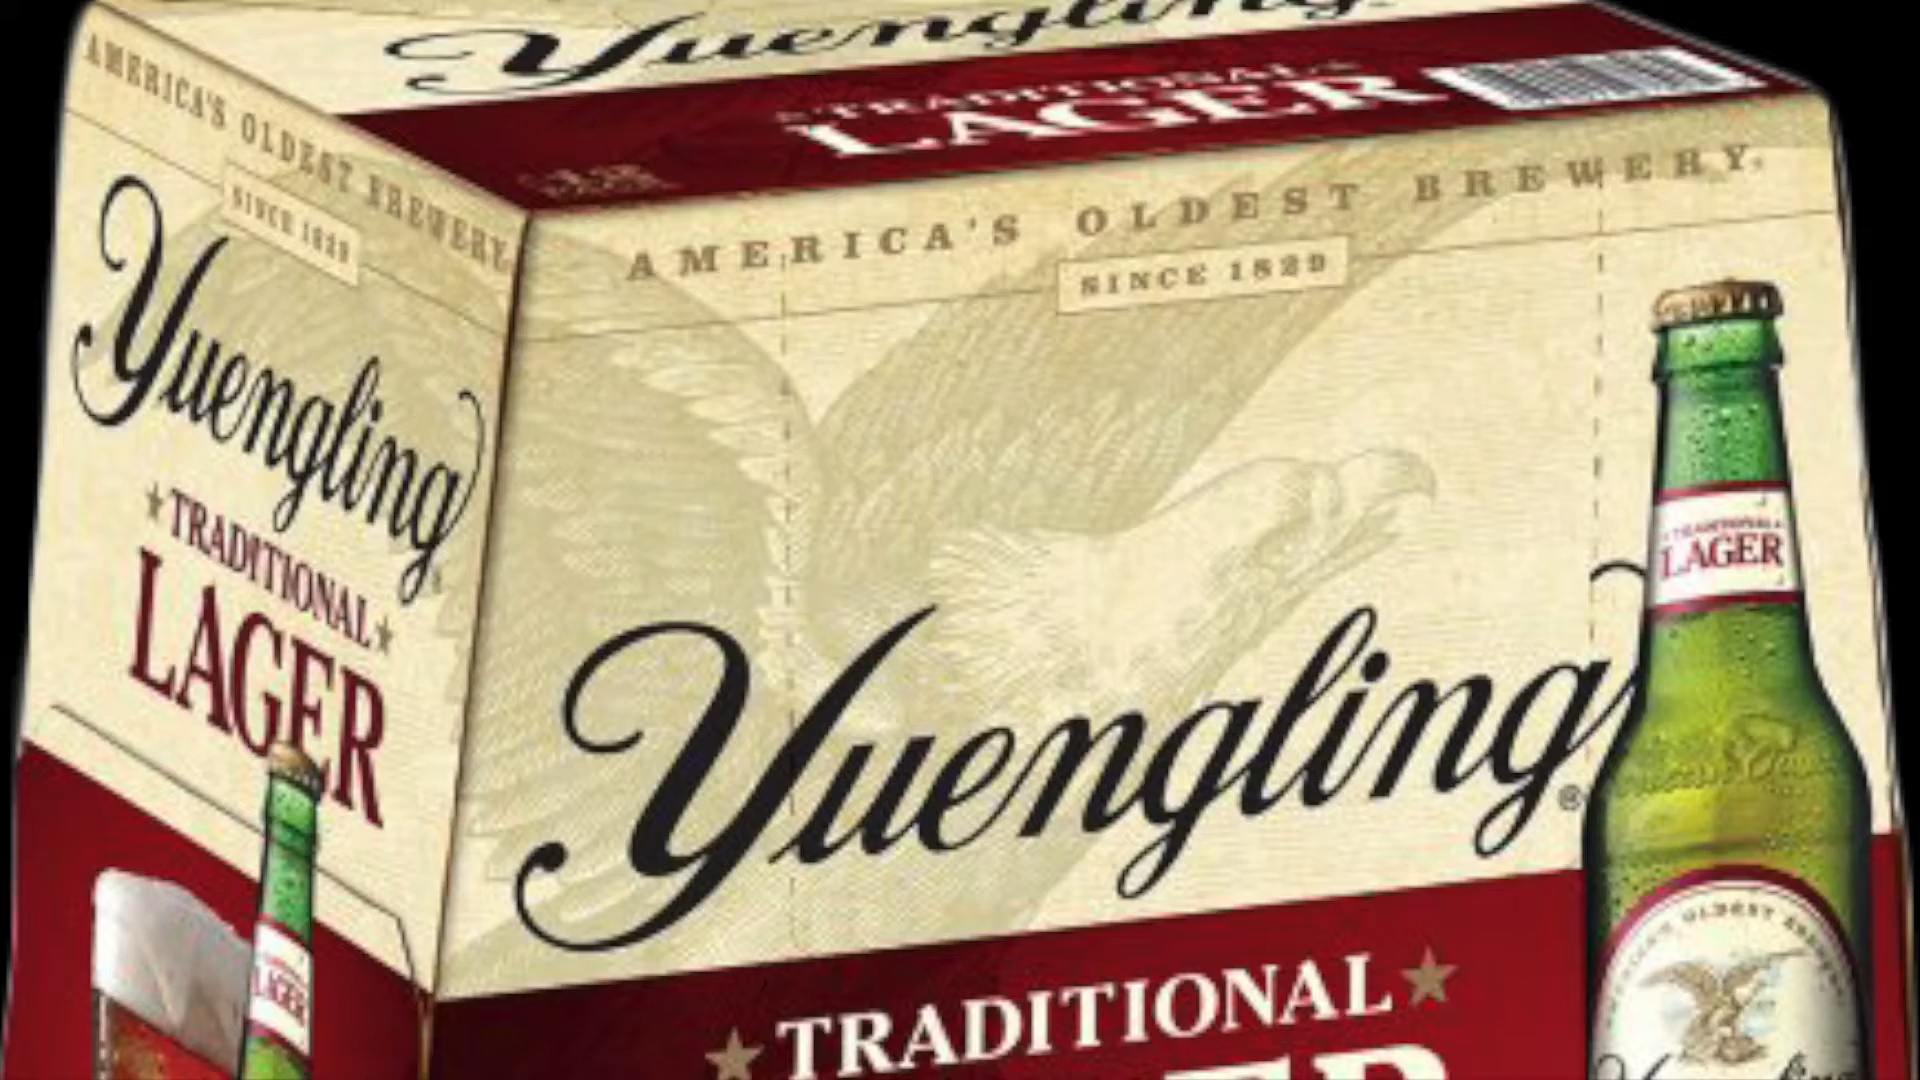 Yuengling
TRADITIONAL
LAGER
AMERICA'S OLDEST BREWERY.
SINCE 1829
Yuengling
TRADITIONAL
LAGER
LAGER
AMERICA'S OLDEST BREWERY.
SINCE 1829
Yuengling®
TRADITIONAL
TRADITIONAL
LAGER
OLDEST